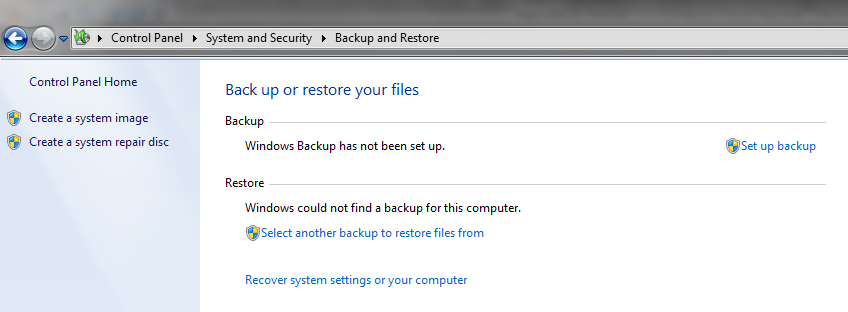 Control Panel System and Security Backup and Restore
Control Panel Home
Create a system image
Create a system repair disc
Back up or restore your files
Backup
Windows Backup has not been set up. Set up backup
Restore
Windows could not find a backup for this computer.
Select another backup to restore files from
Recover system settings or your computer